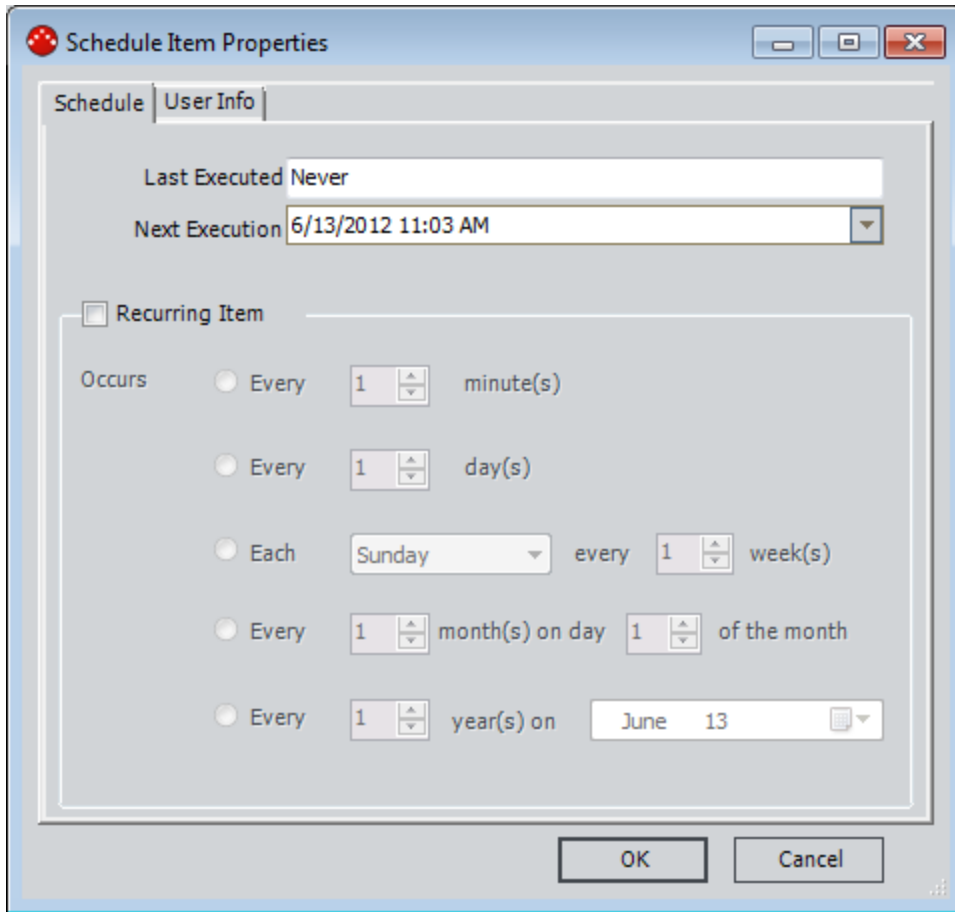 Schedule Item Properties
Schedule User Info
Last Executed Never
Next Execution 6/13/2012 11:03 AM
Recurring Item
Occurs Every 1 minute(s)
Every 1 day(s)
Each Sunday every 1 week(s)
Every 1 month(s) on day 1 of the month
Every 1 year(s) on June 13
OK Cancel